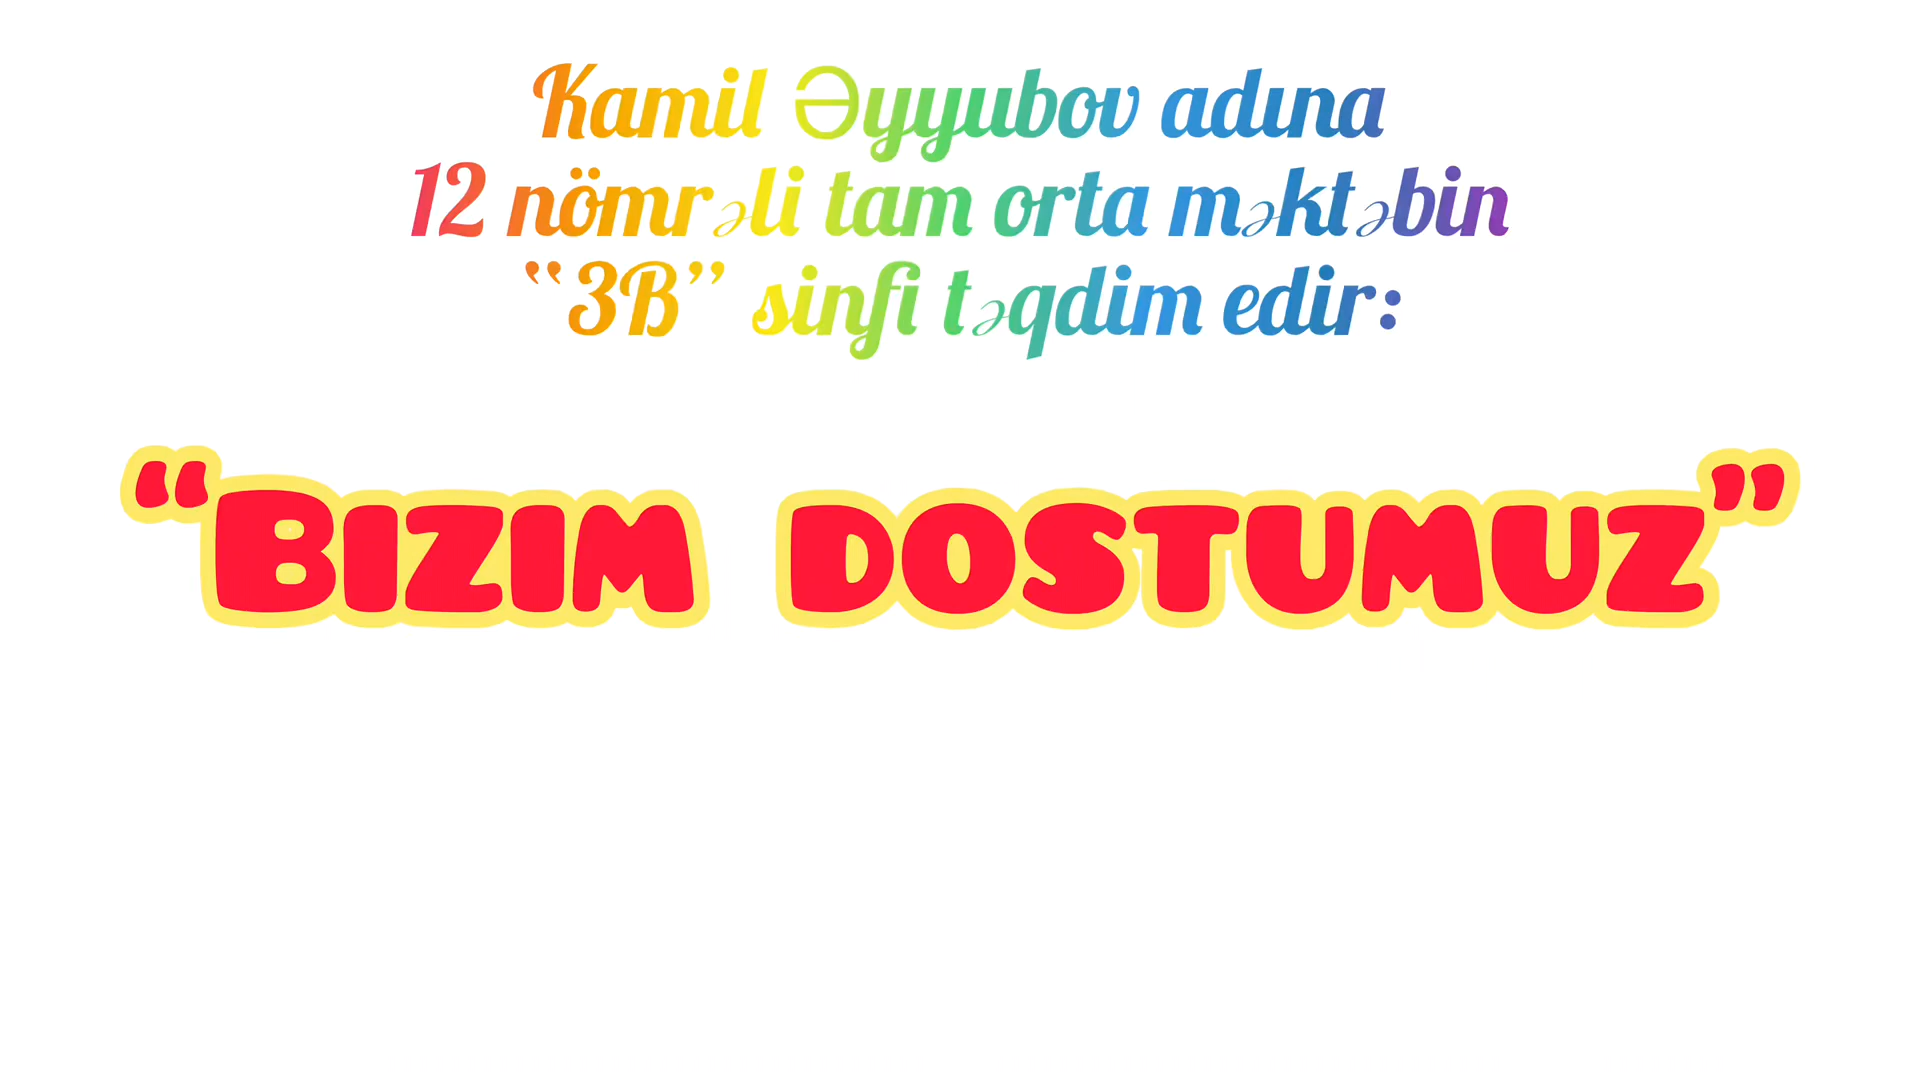 Kamil Əyyubov adına
12 nömrəli tam orta məktəbin
"3B" sinfi təqdim edir:
“BIZIM DOSTUMUZ”